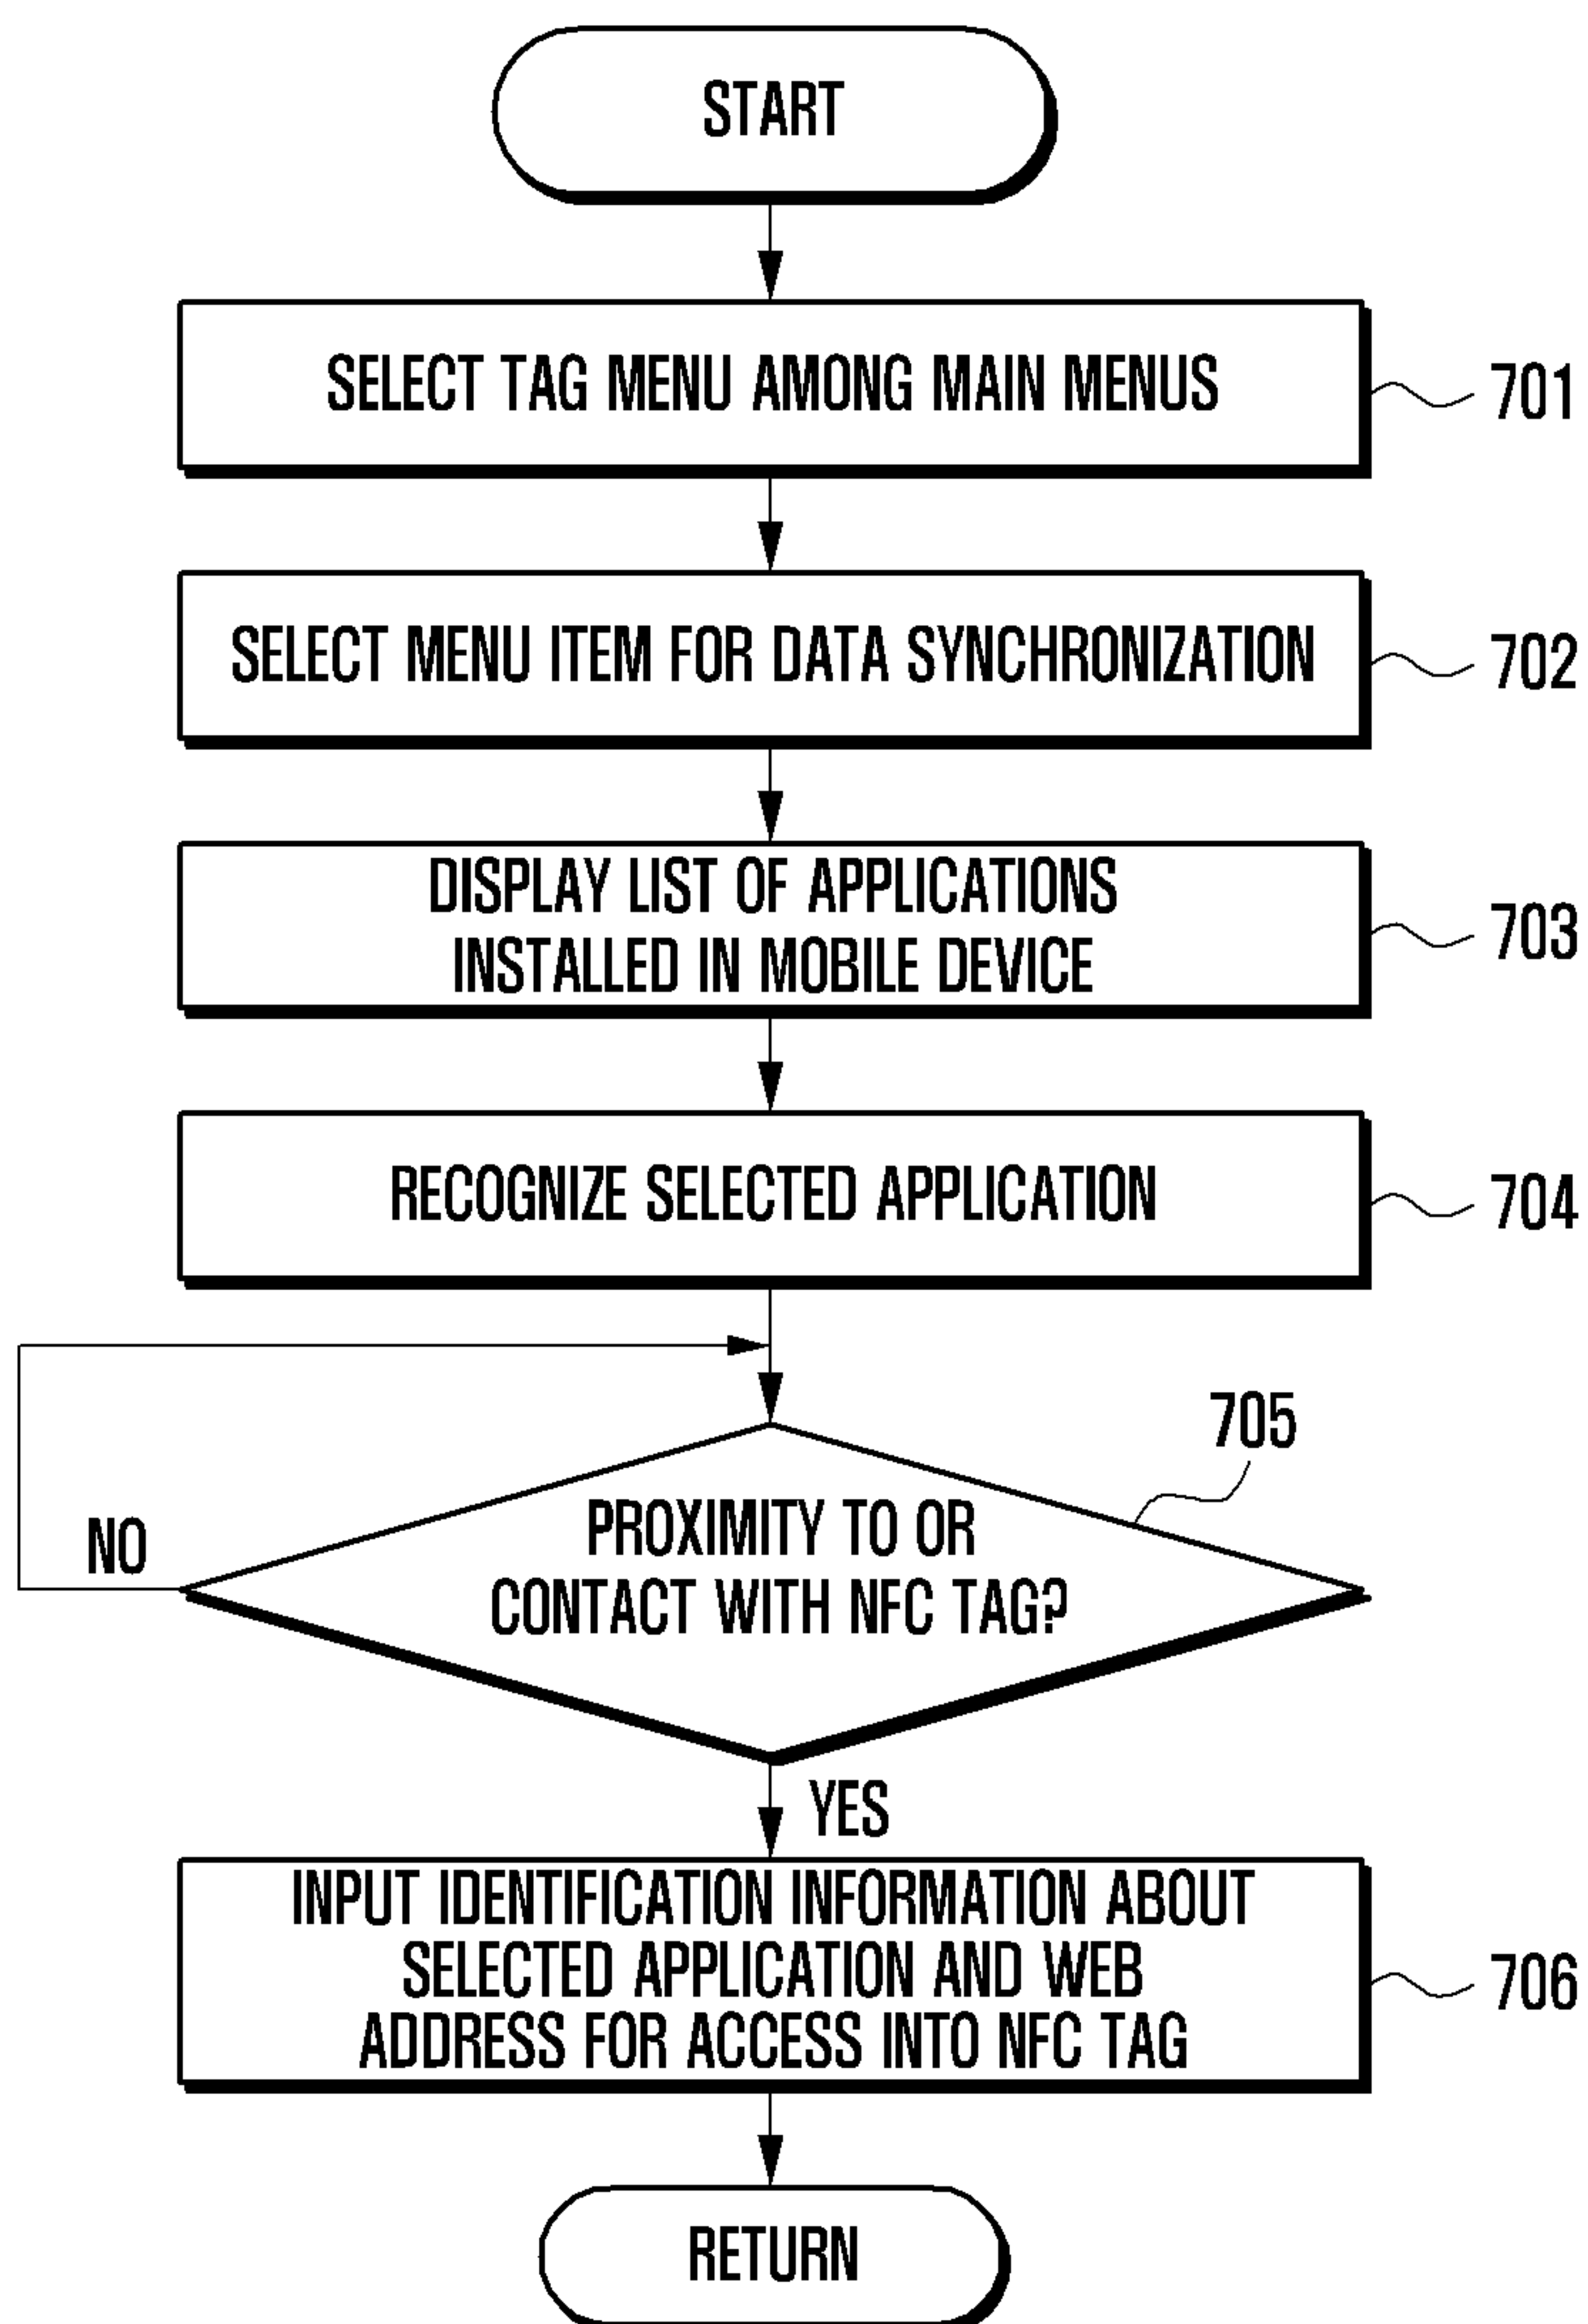 START
SELECT TAG MENU AMONG MAIN MENUS
701
SELECT MENU ITEM FOR DATA SYNCHRONIZATION
702
DISPLAY LIST OF APPLICATIONS
INSTALLED IN MOBILE DEVICE
703
RECOGNIZE SELECTED APPLICATION
704
705
PROXIMITY TO OR
CONTACT WITH NFC TAG?
NO
YES
INPUT IDENTIFICATION INFORMATION ABOUT
SELECTED APPLICATION AND WEB
ADDRESS FOR ACCESS INTO NFC TAG
706
RETURN